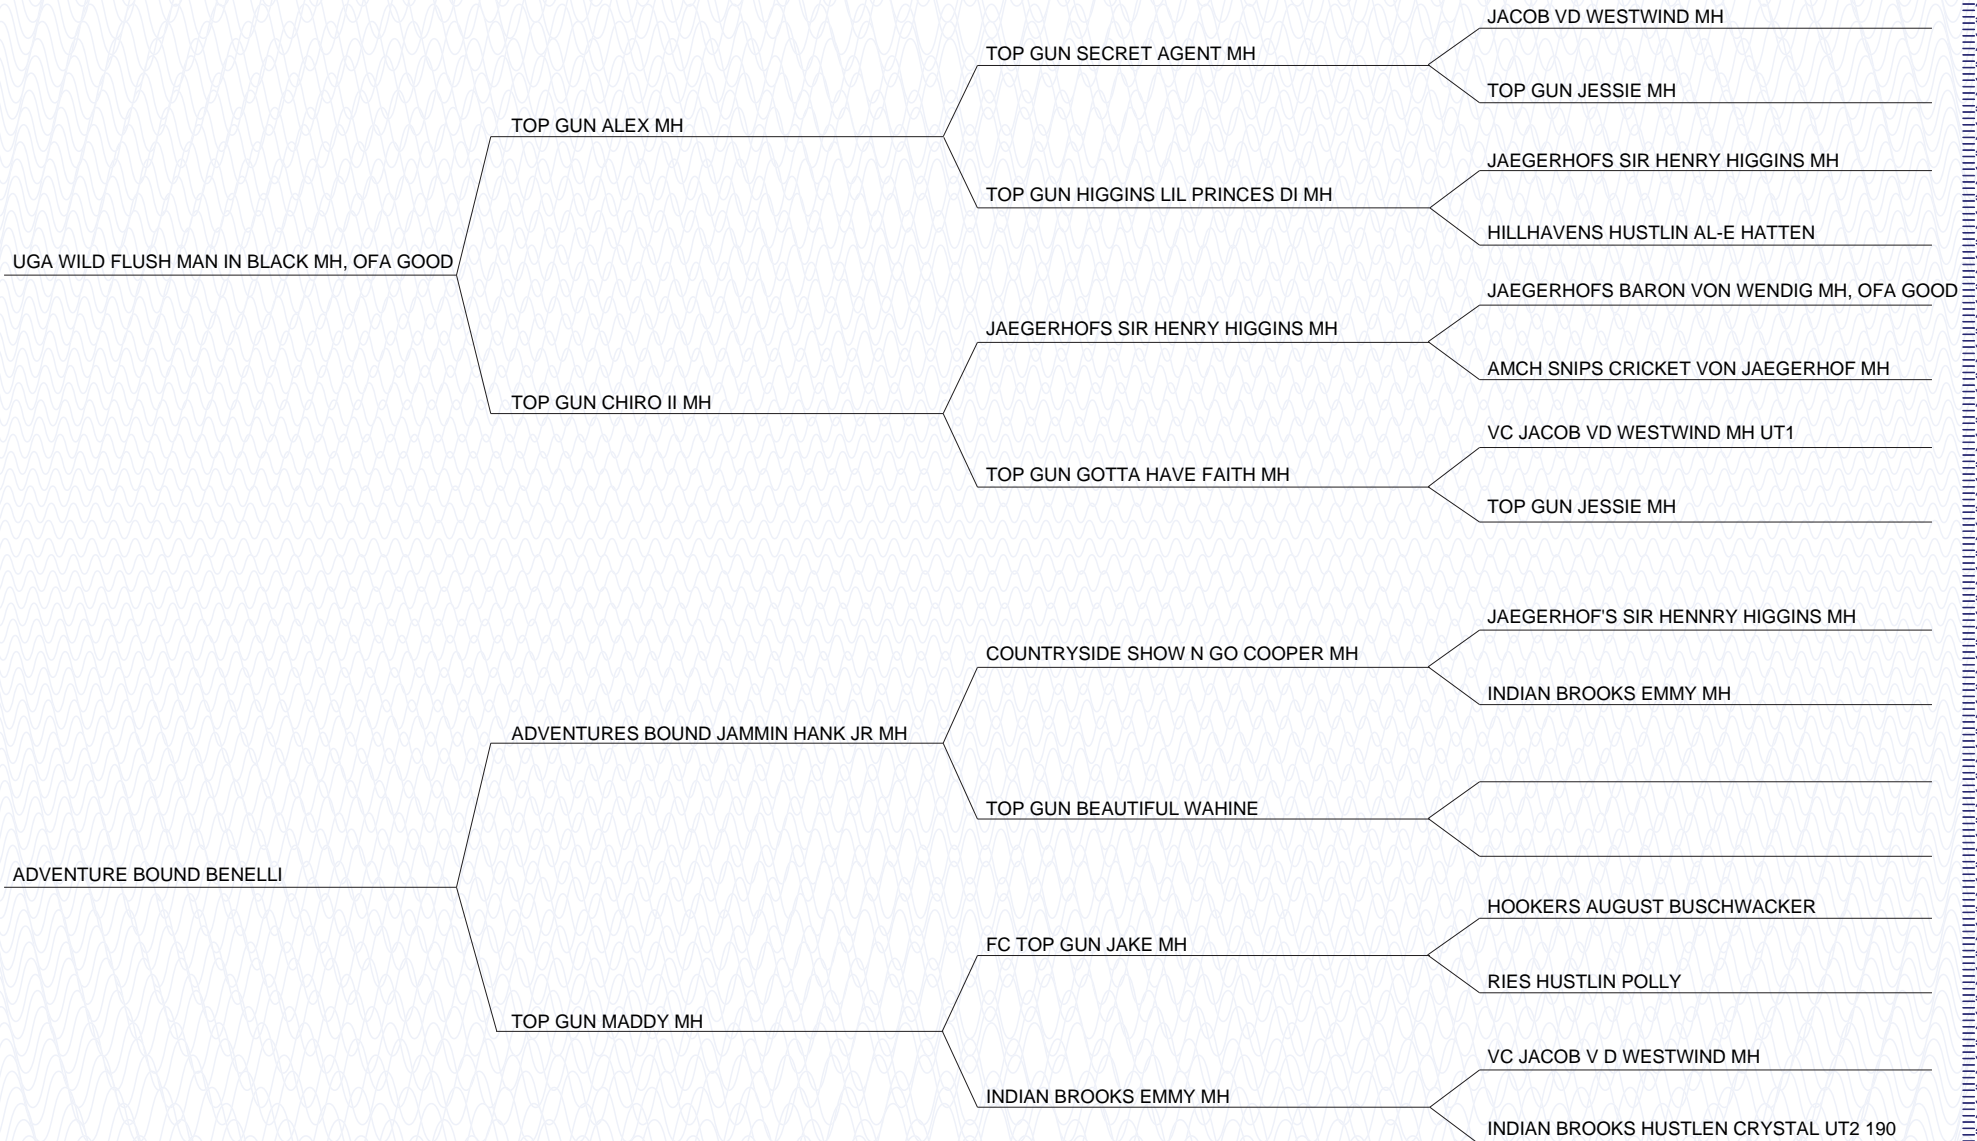 JACOB VD WESTWIND MH
TOP GUN SECRET AGENT MH
TOP GUN JESSIE MH
TOP GUN ALEX MH
JAEGERHOFS SIR HENRY HIGGINS MH
TOP GUN HIGGINS LIL PRINCES DI MH
HILLHAVENS HUSTLIN AL-E HATTEN
UGA WILD FLUSH MAN IN BLACK MH, OFA GOOD
JAEGERHOFS BARON VON WENDIG MH, OFA GOOD
JAEGERHOFS SIR HENRY HIGGINS MH
AMCH SNIPS CRICKET VON JAEGERHOF MH
TOP GUN CHIRO II MH
VC JACOB VD WESTWIND MH UT1
TOP GUN GOTTA HAVE FAITH MH
TOP GUN JESSIE MH
JAEGERHOF'S SIR HENNRY HIGGINS MH
COUNTRYSIDE SHOW N GO COOPER MH
INDIAN BROOKS EMMY MH
ADVENTURES BOUND JAMMIN HANK JR MH
TOP GUN BEAUTIFUL WAHINE
ADVENTURE BOUND BENELLI
HOOKERS AUGUST BUSCHWACKER
FC TOP GUN JAKE MH
RIES HUSTLIN POLLY
TOP GUN MADDY MH
VC JACOB V D WESTWIND MH
INDIAN BROOKS EMMY MH
INDIAN BROOKS HUSTLEN CRYSTAL UT2 190